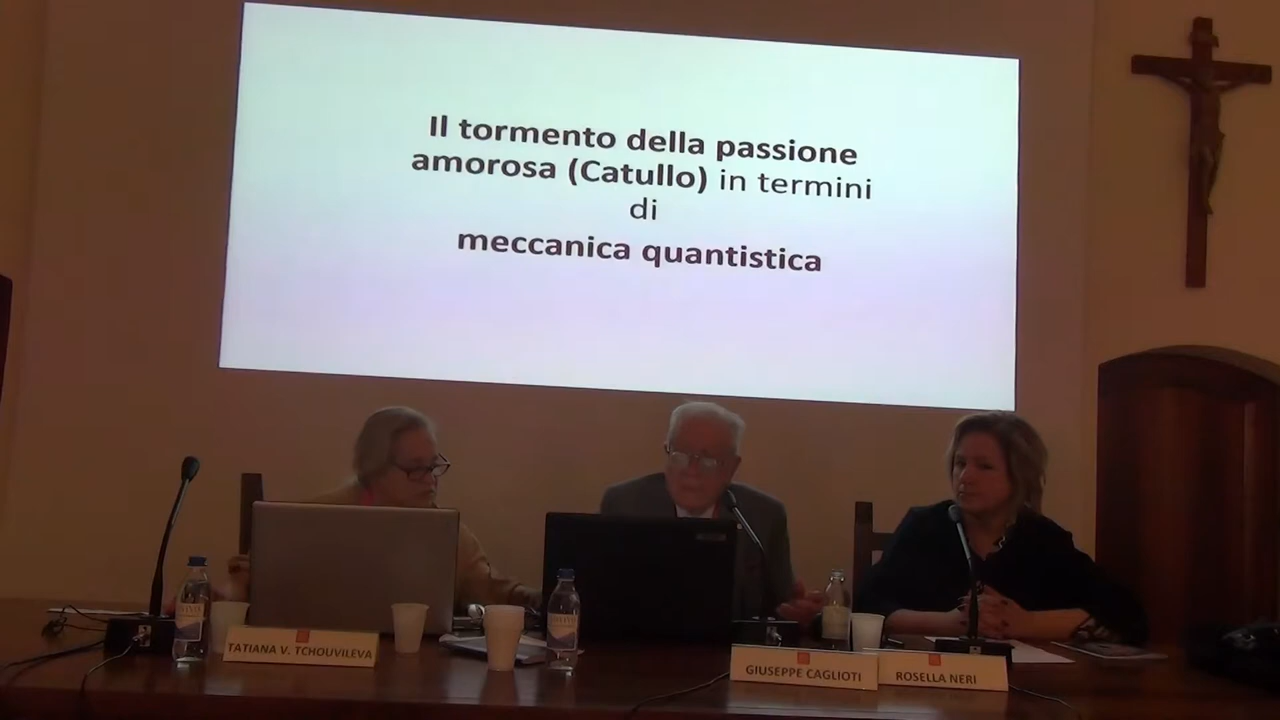 Il tormento della passione
amorosa (Catullo) in termini
di
meccanica quantistica
TATIANA V. TCHOUVILEVA
GIUSEPPE CAGLIOTI
ROSELLA NERI